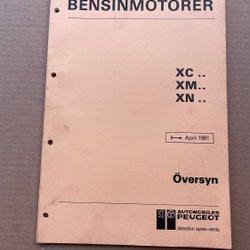 BENSINMOTORER
XC ..
XM ..
XN ..
April 1981
Översyn
AUTOMOBILES
PEUGEOT
direction après-vente